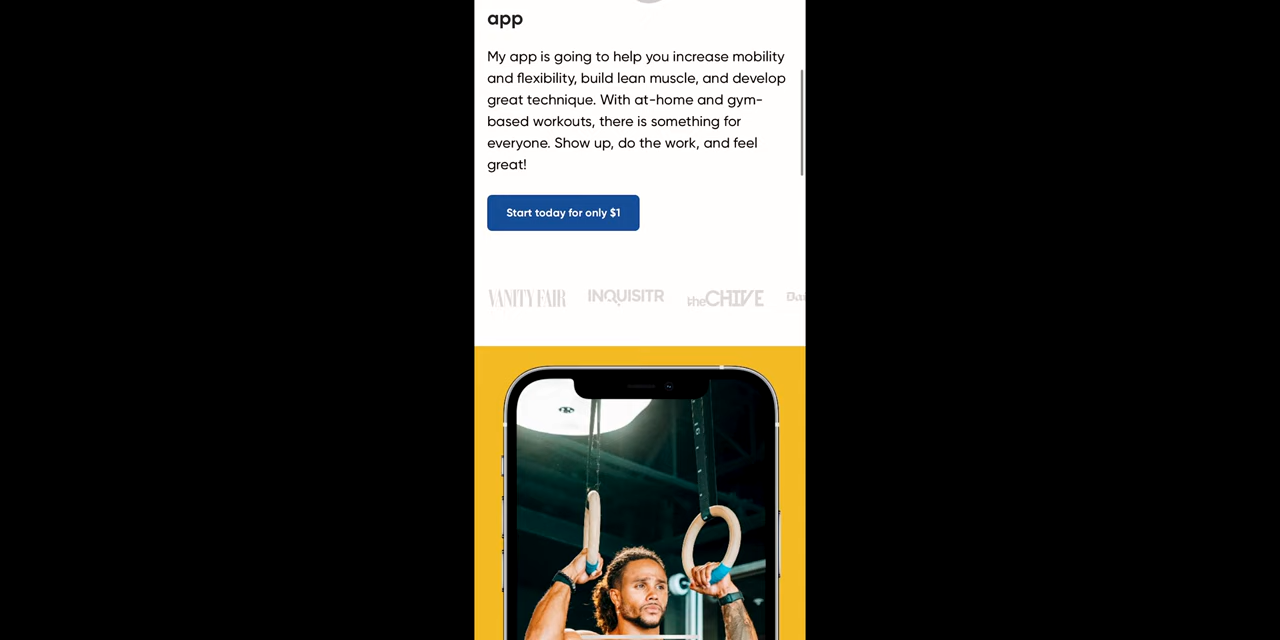 app
My app is going to help you increase mobility
and flexibility, build lean muscle, and develop
great technique. With at-home and gym-
based workouts, there is something for
everyone. Show up, do the work, and feel
great!
Start today for only $1
VANITY FAIR INQUISITR theCHIVE